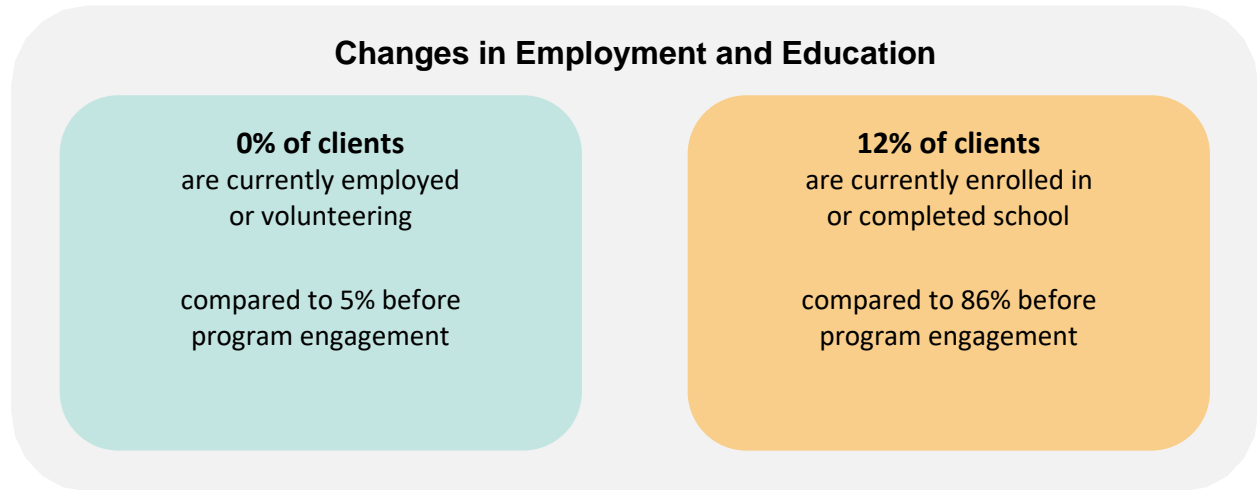 Changes in Employment and Education
0% of clients
are currently employed
or volunteering
compared to 5% before
program engagement
12% of clients
are currently enrolled in
or completed school
compared to 86% before
program engagement